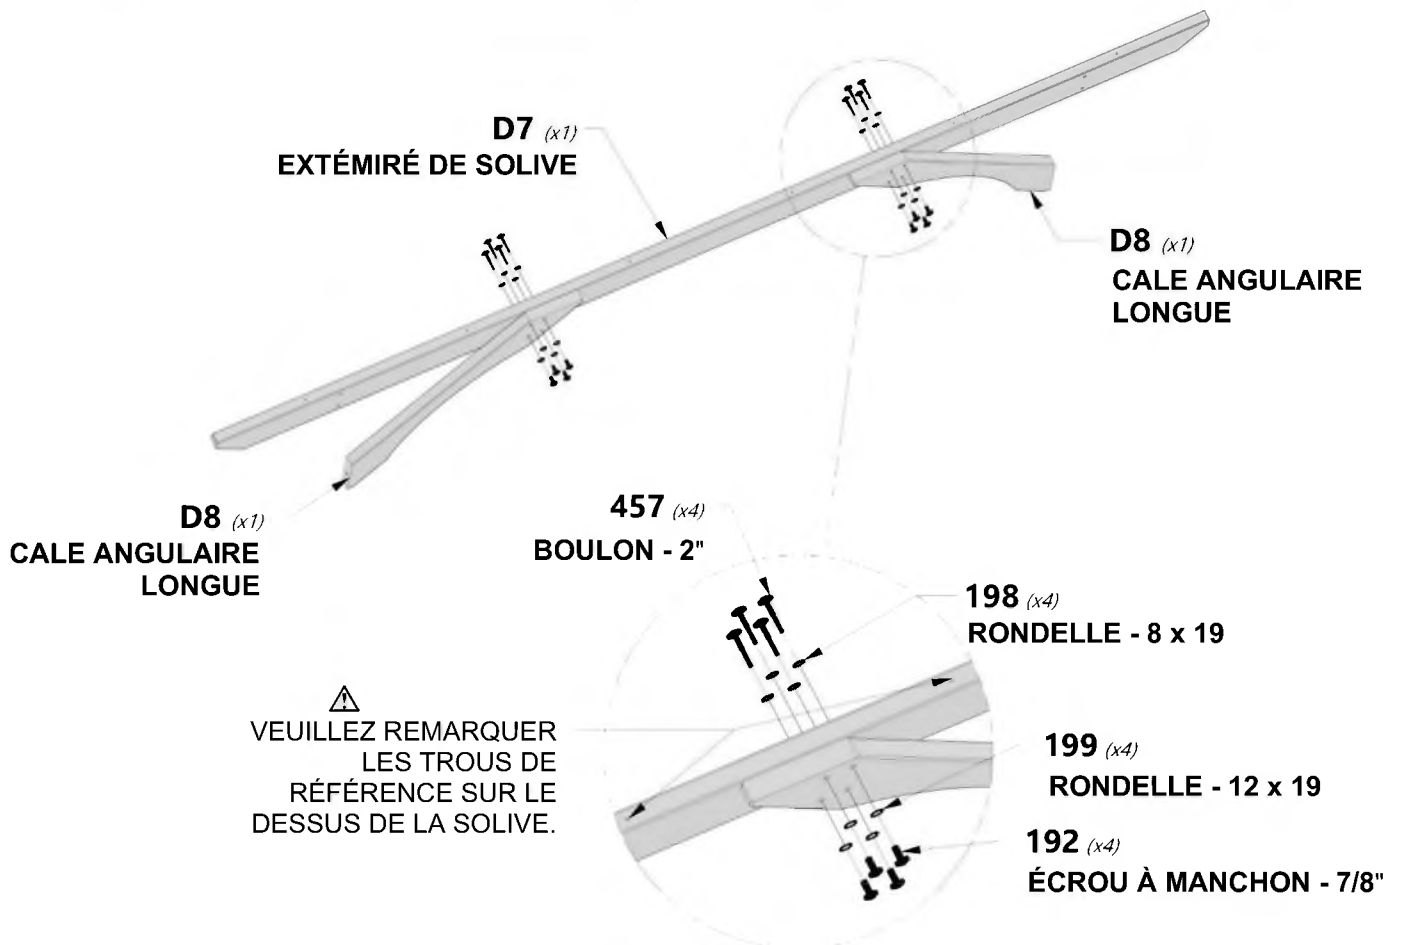 D7 (x1)
EXTÉMIRÉ DE SOLIVE
D8 (x1)
CALE ANGULAIRE
LONGUE
D8 (x1)
CALE ANGULAIRE
LONGUE
457 (x4)
BOULON - 2"
198 (x4)
RONDELLE - 8 x 19
VEUILLEZ REMARQUER
LES TROUS DE
RÉFÉRENCE SUR LE
DESSUS DE LA SOLIVE.
199 (x4)
RONDELLE - 12 x 19
192 (x4)
ÉCROU À MANCHON - 7/8"